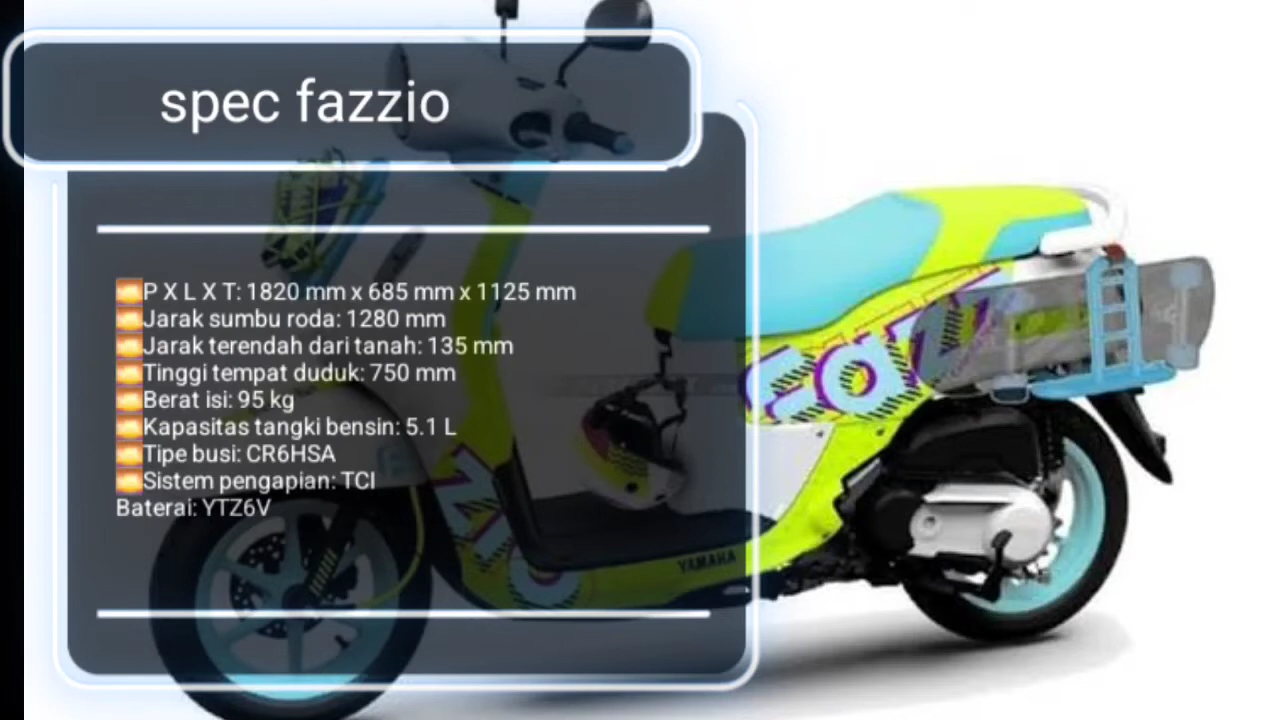 spec fazzio
P X L X T: 1820 mm x 685 mm x 1125 mm
Jarak sumbu roda: 1280 mm
Jarak terendah dari tanah: 135 mm
Tinggi tempat duduk: 750 mm
Berat isi: 95 kg
Kapasitas tangki bensin: 5.1 L
Tipe busi: CR6HSA
Sistem pengapian: TCI
Baterai: YTZ6V
Faz
YAMAHA